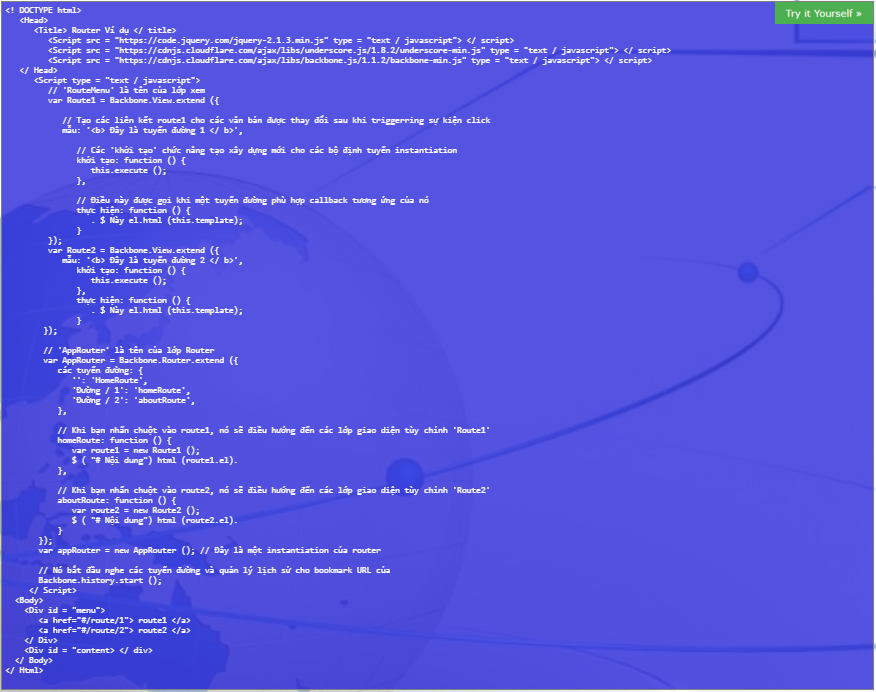 Try it Yourself »
<! DOCTYPE html>
<Head>
<Title> Router Ví dụ </ title>
<Script src = "https://code.jquery.com/jquery-2.1.3.min.js" type = "text / javascript"> </ script>
<Script src = "https://cdnjs.cloudflare.com/ajax/libs/underscore.js/1.8.2/underscore-min.js" type = "text / javascript"> </ script>
<Script src = "https://cdnjs.cloudflare.com/ajax/libs/backbone.js/1.1.2/backbone-min.js" type = "text / javascript"> </ script>
</ Head>
<Script type = "text / javascript">
// 'RouteMenu' là tên của lớp xem
var Route1 = Backbone.View.extend ({
// Tạo các liên kết route1 cho các văn bản được thay đổi sau khi triggerring sự kiện click
mẫu: '<b> Đây là tuyến đường 1 </ b>',
// Các 'khởi tạo' chức năng tạo xây dựng mới cho các bộ định tuyến instantiation
khởi tạo: function () {
this.execute ();
},
// Điều này được gọi khi một tuyến đường phù hợp callback tương ứng của nó
thực hiện: function () {
. $ Này el.html (this.template);
}
});
var Route2 = Backbone.View.extend ({
mẫu: '<b> Đây là tuyến đường 2 </ b>',
khởi tạo: function () {
this.execute ();
},
thực hiện: function () {
. $ Này el.html (this.template);
}
});
// 'AppRouter' là tên của lớp Router
var AppRouter = Backbone.Router.extend ({
các tuyến đường: {
'': 'HomeRoute',
'Đường / 1': 'homeRoute',
'Đường / 2': 'aboutRoute',
},
// Khi bạn nhấn chuột vào route1, nó sẽ điều hướng đến các lớp giao diện tùy chỉnh 'Route1'
homeRoute: function () {
var route1 = new Route1 ();
$ ( "# Nội dung") html (route1.el).
},
// Khi bạn nhấn chuột vào route2, nó sẽ điều hướng đến các lớp giao diện tùy chỉnh 'Route2'
aboutRoute: function () {
var route2 = new Route2 ();
$ ( "# Nội dung") html (route2.el).
}
});
var appRouter = new AppRouter (); // Đây là một instantiation của router
// Nó bắt đầu nghe các tuyến đường và quản lý lịch sử cho bookmark URL của
Backbone.history.start ();
</ Script>
<Body>
<Div id = "menu">
<a href="#/route/1"> route1 </a>
<a href="#/route/2"> route2 </a>
</ Div>
<Div id = "content> </ div>
</ Body>
</ Html>